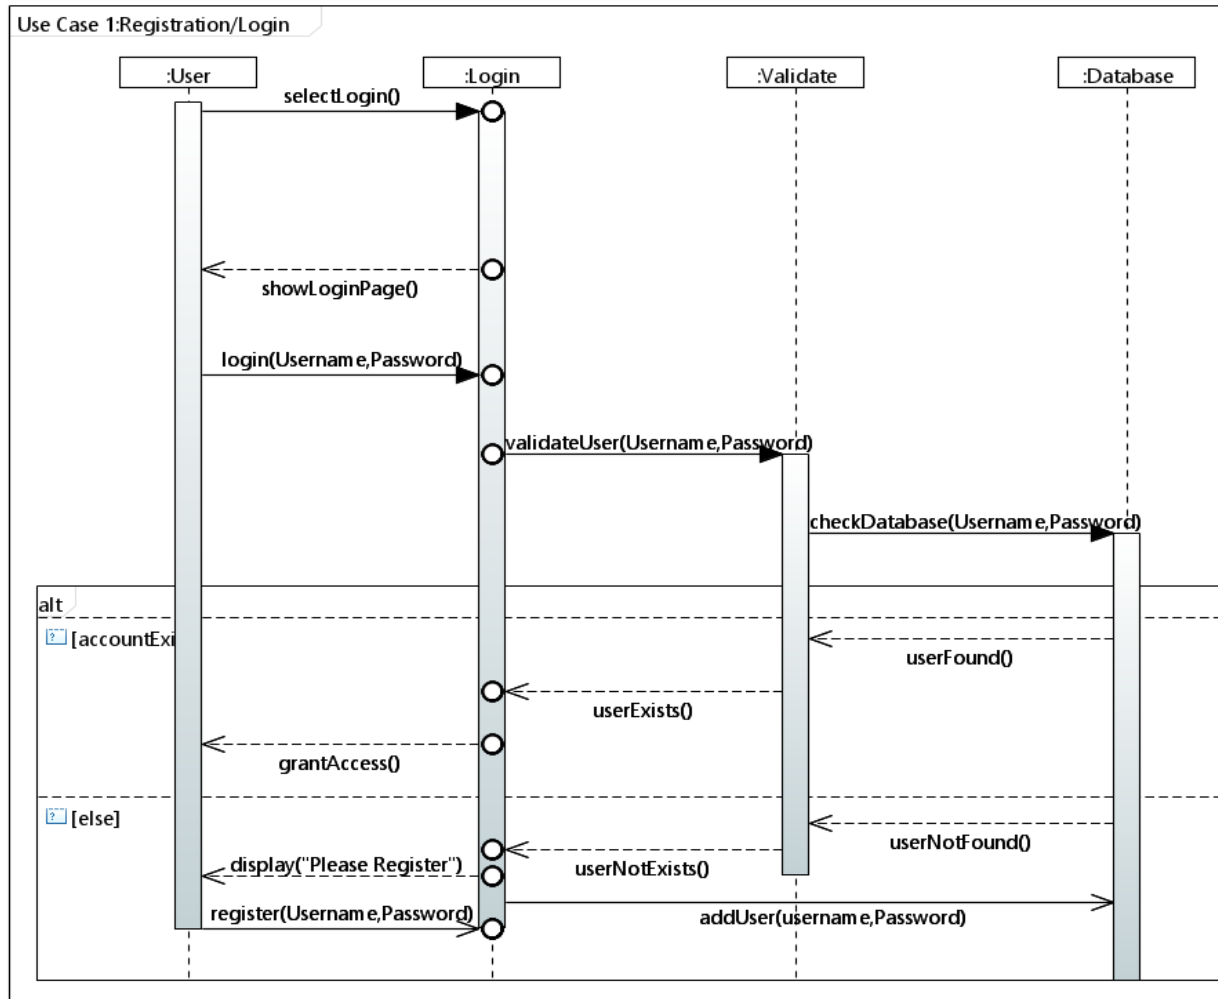 Use Case 1:Registration/Login
:User
:Login
:Validate
:Database
selectLogin()
showLoginPage()
login(Username,Password)
validateUser(Username,Password)
checkDatabase(Username,Password)
alt
[accountExi
userFound()
userExists()
grantAccess()
[else]
userNotFound()
userNotExists()
display("Please Register")
register(Username,Password)
addUser(username,Password)